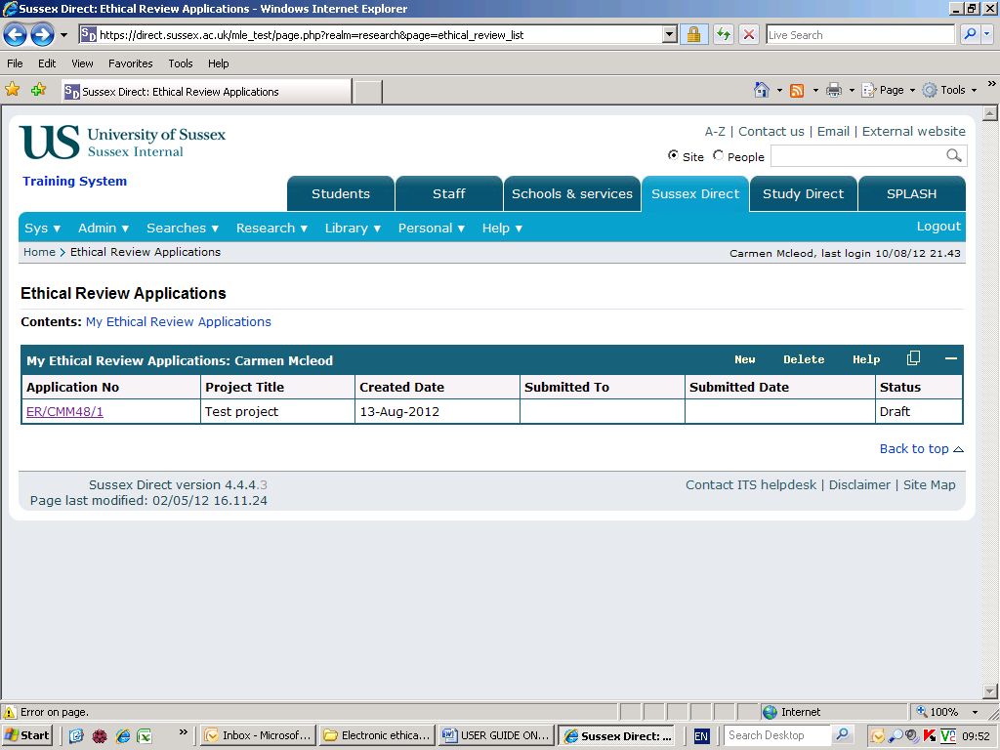 Sussex Direct: Ethical Review Applications - Windows Internet Explorer
https://direct.sussex.ac.uk/mle_test/page.php?realm=research&page=ethical_review_list
Live Search
File Edit View Favorites Tools Help
Sussex Direct: Ethical Review Applications
Page Tools »
US University of Sussex
Sussex Internal
A-Z | Contact us | Email | External website
Site People
Training System
Students Staff Schools & services Sussex Direct Study Direct SPLASH
Sys ▼ Admin ▼ Searches ▼ Research ▼ Library ▼ Personal ▼ Help ▼ Logout
Home > Ethical Review Applications
Carmen Mcleod, last login 10/08/12 21.43
Ethical Review Applications
Contents: My Ethical Review Applications
My Ethical Review Applications: Carmen Mcleod New Delete Help
Application No Project Title Created Date Submitted To Submitted Date Status
ER/CMM48/1 Test project 13-Aug-2012 Draft
Back to top
Sussex Direct version 4.4.4.3
Contact ITS helpdesk | Disclaimer | Site Map
Page last modified: 02/05/12 16.11.24
Error on page. Internet 100%
Start » Inbox - Microsof... Electronic ethica... USER GUIDE ON... Sussex Direct: ... EN Search Desktop 09:52